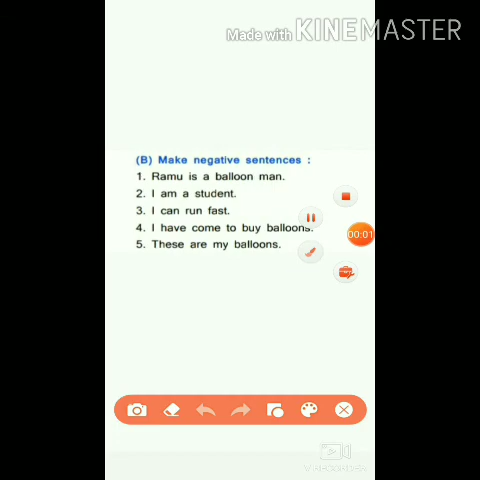 Made with KINEMASTER
(B) Make negative sentences :
1. Ramu is a balloon man.
2. I am a student.
3. I can run fast.
4. I have come to buy balloons.
00:01
5. These are my balloons.